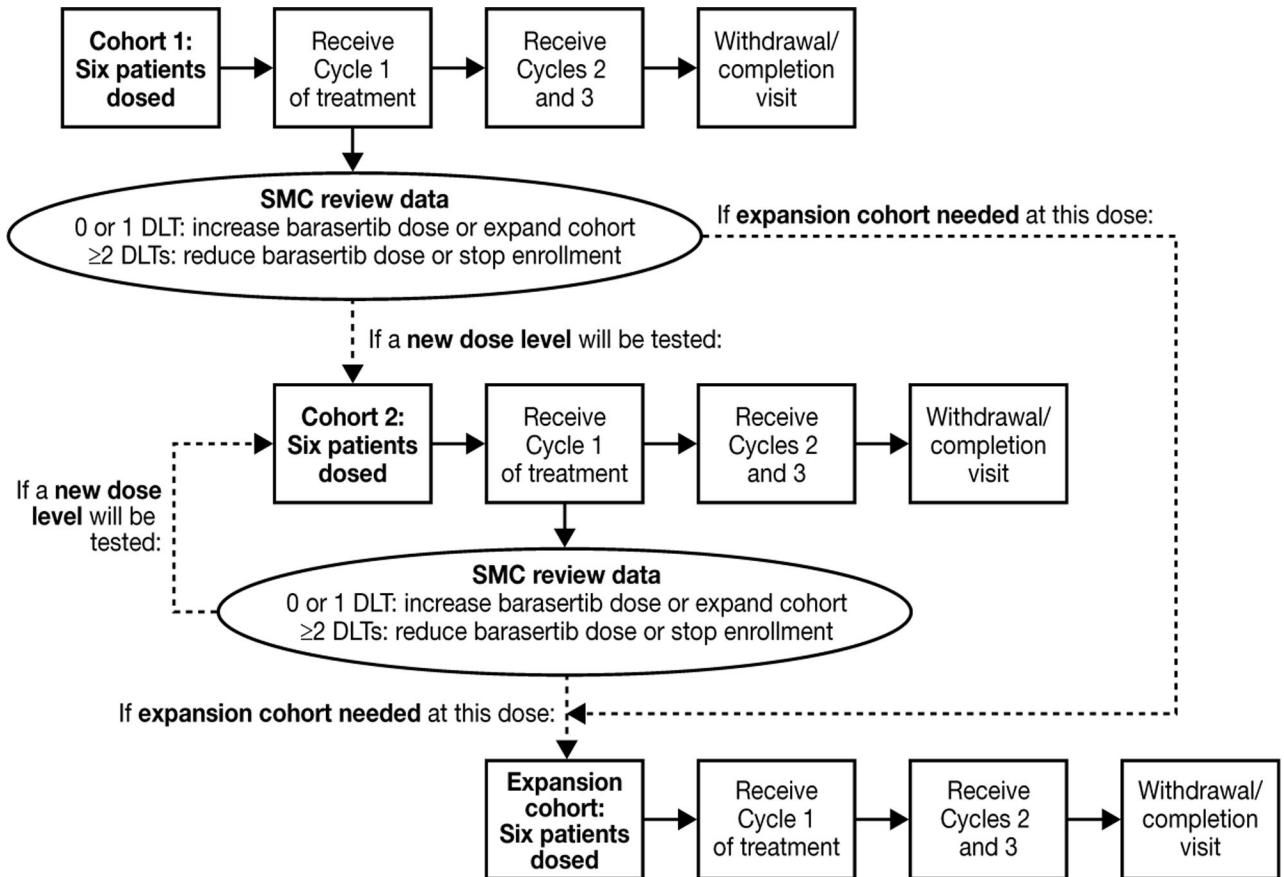 Cohort 1:
Six patients
dosed
Receive
Cycle 1
of treatment
Receive
Cycles 2
and 3
Withdrawal/
completion
visit
SMC review data
0 or 1 DLT: increase barasertib dose or expand cohort
≥2 DLTs: reduce barasertib dose or stop enrollment
If expansion cohort needed at this dose:
If a new dose level will be tested:
Cohort 2:
Six patients
dosed
Receive
Cycle 1
of treatment
Receive
Cycles 2
and 3
Withdrawal/
completion
visit
If a new dose
level will be
tested:
SMC review data
0 or 1 DLT: increase barasertib dose or expand cohort
≥2 DLTs: reduce barasertib dose or stop enrollment
If expansion cohort needed at this dose:
Expansion
cohort:
Six patients
dosed
Receive
Cycle 1
of treatment
Receive
Cycles 2
and 3
Withdrawal/
completion
visit